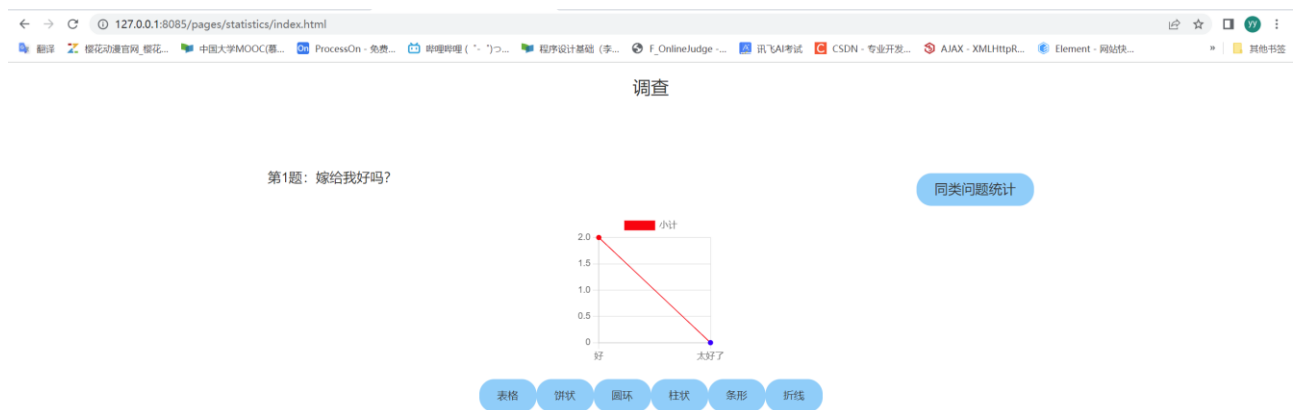 127.0.0.1:8085/pages/statistics/index.html
yy
翻译 樱花动漫官网_樱花... 中国大学MOOC(慕... On ProcessOn - 免费... 哔哩哔哩 ( ゜- ゜)つ... 程序设计基础 (李... F_OnlineJudge -... 讯飞AI考试 C CSDN - 专业开发... AJAX - XMLHttpR... Element - 网站快... » 其他书签
调查
第1题：嫁给我好吗？
同类问题统计
小计
2.0
1.5
1.0
0.5
0
好 太好了
表格 饼状 圆环 柱状 条形 折线